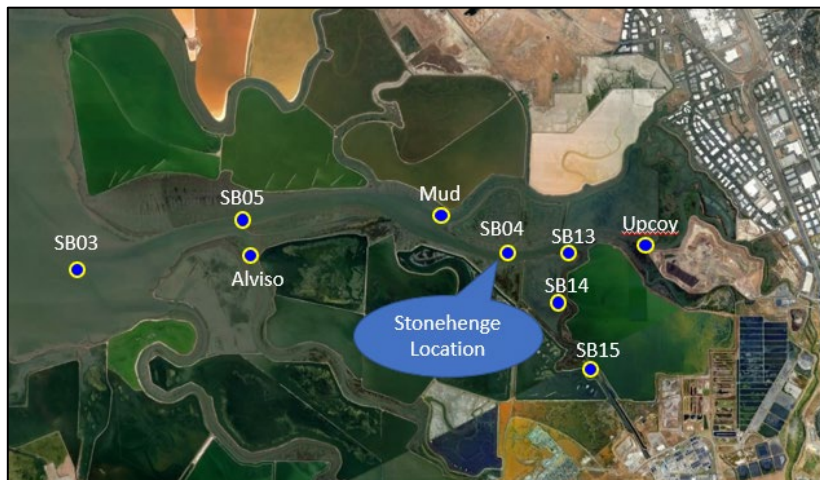 Mud
SB05
SB04
SB13
Upcoy
SB03
Alviso
SB14
Stonehenge
Location
SB15